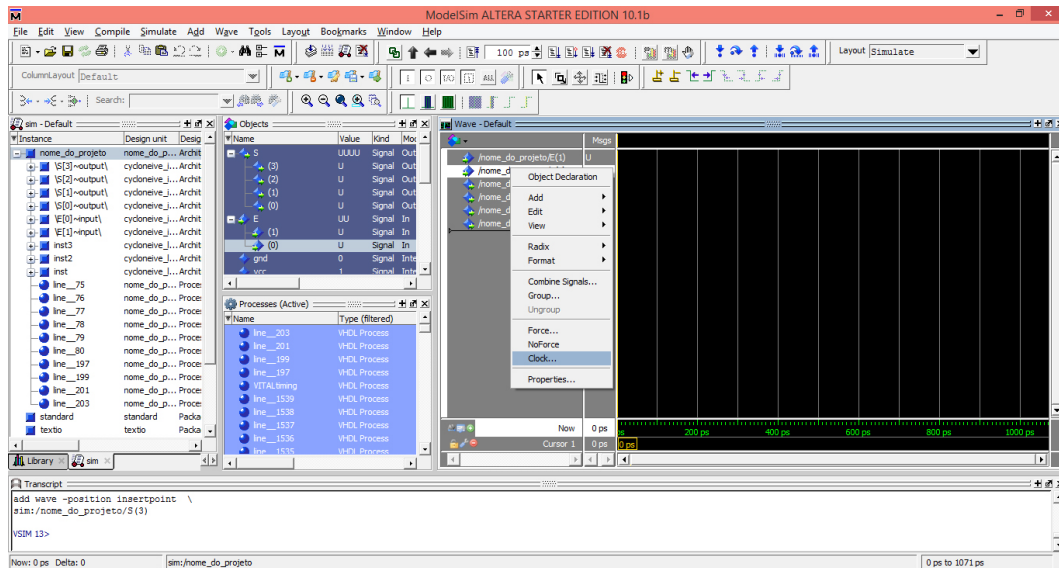 ModelSim ALTERA STARTER EDITION 10.1b
File Edit View Compile Simulate Add Wave Tools Layout Bookmarks Window Help
100 ps
Layout Simulate
ColumnLayout Default
Search:
sim - Default
Instance Design unit Desig
nome_do_projeto nome_do_p... Archit
\S[3]~output\ cycloneive_i... Archit
\S[2]~output\ cycloneive_i... Archit
\S[1]~output\ cycloneive_i... Archit
\S[0]~output\ cycloneive_i... Archit
\E[0]~input\ cycloneive_i... Archit
\E[1]~input\ cycloneive_i... Archit
inst3 cycloneive_l... Archit
inst2 cycloneive_l... Archit
inst cycloneive_l... Archit
line__75 nome_do_p... Proce
line__76 nome_do_p... Proce
line__77 nome_do_p... Proce
line__78 nome_do_p... Proce
line__79 nome_do_p... Proce
line__80 nome_do_p... Proce
line__197 nome_do_p... Proce
line__199 nome_do_p... Proce
line__201 nome_do_p... Proce
line__203 nome_do_p... Proce
standard standard Packa
textio textio Packa
Library sim
Objects
Name Value Kind Moc
S UUUU Signal Out
(3) U Signal Out
(2) U Signal Out
(1) U Signal Out
(0) U Signal Out
E UU Signal In
(1) U Signal In
(0) U Signal In
gnd 0 Signal Inte
vcc 1 Signal Inte
Processes (Active)
Name Type (filtered)
line__203 VHDL Process
line__201 VHDL Process
line__199 VHDL Process
line__197 VHDL Process
VITALtiming VHDL Process
line__1539 VHDL Process
line__1538 VHDL Process
line__1537 VHDL Process
line__1536 VHDL Process
line__1535 VHDL Process
Wave - Default
Msgs
/nome_do_projeto/E(1) U
/nome_d
/nome_d
/nome_d
/nome_d
/nome_d
Object Declaration
Add
Edit
View
Radix
Format
Combine Signals...
Group...
Ungroup
Force...
NoForce
Clock...
Properties...
Now 0 ps
Cursor 1 0 ps
ps 200 ps 400 ps 600 ps 800 ps 1000 ps
0 ps
Transcript
add wave -position insertpoint \
sim:/nome_do_projeto/S(3)
VSIM 13>
Now: 0 ps Delta: 0 sim:/nome_do_projeto 0 ps to 1071 ps